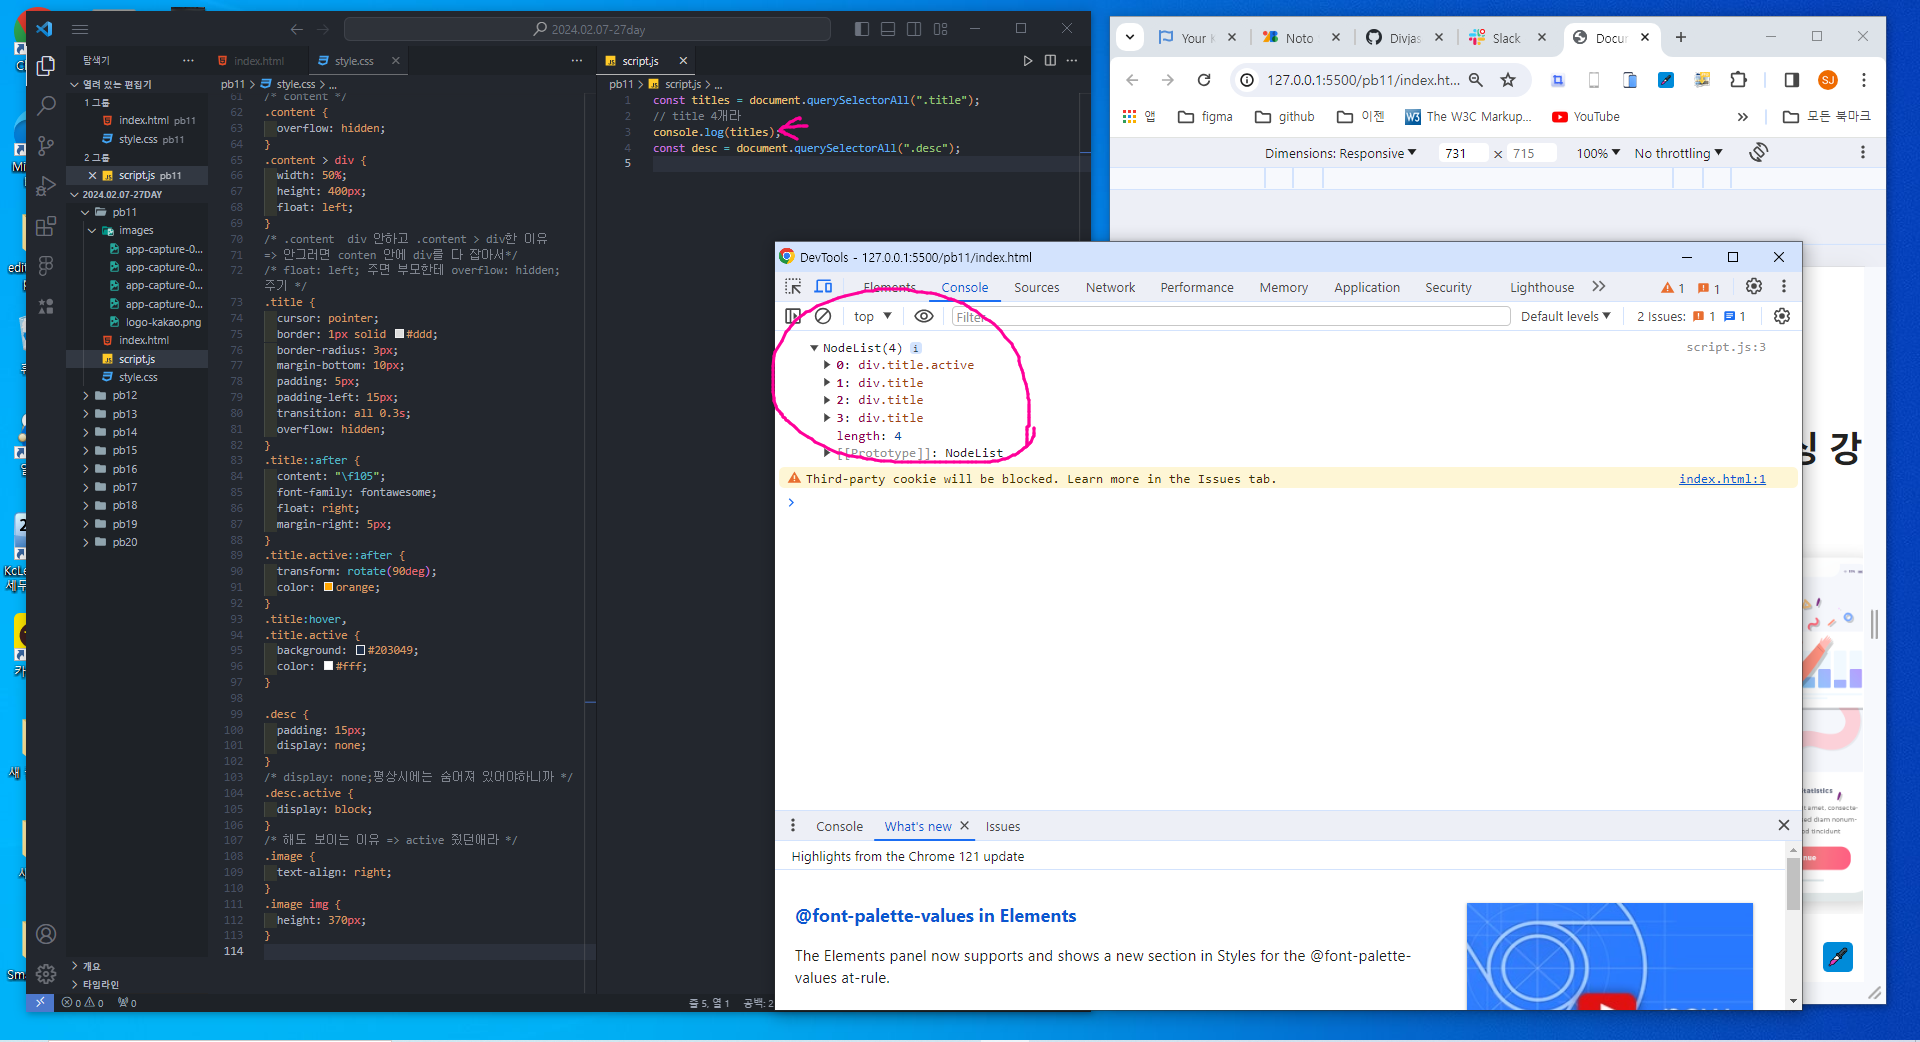 2024.02.07-27day
탐색기
열려 있는 편집기
1 그룹
index.html pb11
style.css pb11
2 그룹
script.js pb11
2024.02.07-27DAY
pb11
images
app-capture-0...
app-capture-0...
app-capture-0...
app-capture-0...
logo-kakao.png
index.html
script.js
style.css
pb12
pb13
pb14
pb15
pb16
pb17
pb18
pb19
pb20
개요
타임라인
0 0 0
줄 5, 열 1 공백: 2
index.html
style.css
pb11 > style.css > ...
61 /* content */
62 .content {
63 overflow: hidden;
64 }
65 .content > div {
66 width: 50%;
67 height: 400px;
68 float: left;
69 }
70 /* .content div 안하고 .content > div한 이유
71 => 안그러면 conten 안에 div를 다 잡아서*/
72 /* float: left; 주면 부모한테 overflow: hidden;
주기 */
73 .title {
74 cursor: pointer;
75 border: 1px solid #ddd;
76 border-radius: 3px;
77 margin-bottom: 10px;
78 padding: 5px;
79 padding-left: 15px;
80 transition: all 0.3s;
81 overflow: hidden;
82 }
83 .title::after {
84 content: "\f105";
85 font-family: fontawesome;
86 float: right;
87 margin-right: 5px;
88 }
89 .title.active::after {
90 transform: rotate(90deg);
91 color: orange;
92 }
93 .title:hover,
94 .title.active {
95 background: #203049;
96 color: #fff;
97 }
98
99 .desc {
100 padding: 15px;
101 display: none;
102 }
103 /* display: none;평상시에는 숨어져 있어야하니까 */
104 .desc.active {
105 display: block;
106 }
107 /* 해도 보이는 이유 => active 줬던애라 */
108 .image {
109 text-align: right;
110 }
111 .image img {
112 height: 370px;
113 }
114
script.js
pb11 > script.js > ...
1 const titles = document.querySelectorAll(".title");
2 // title 4개라
3 console.log(titles);
4 const desc = document.querySelectorAll(".desc");
5
Your
Noto
Divjas
Slack
Docur
127.0.0.1:5500/pb11/index.ht...
SJ
앱
figma
github
이젠
The W3C Markup...
YouTube
모든 북마크
Dimensions: Responsive 731 × 715 100% No throttling
DevTools - 127.0.0.1:5500/pb11/index.html
Elements Console Sources Network Performance Memory Application Security Lighthouse 1 1
top Filter Default levels 2 Issues: 1 1
NodeList(4) script.js:3
0: div.title.active
1: div.title
2: div.title
3: div.title
length: 4
[[Prototype]]: NodeList
Third-party cookie will be blocked. Learn more in the Issues tab. index.html:1
Console What's new Issues
Highlights from the Chrome 121 update
@font-palette-values in Elements
The Elements panel now supports and shows a new section in Styles for the @font-palette-
values at-rule.
강